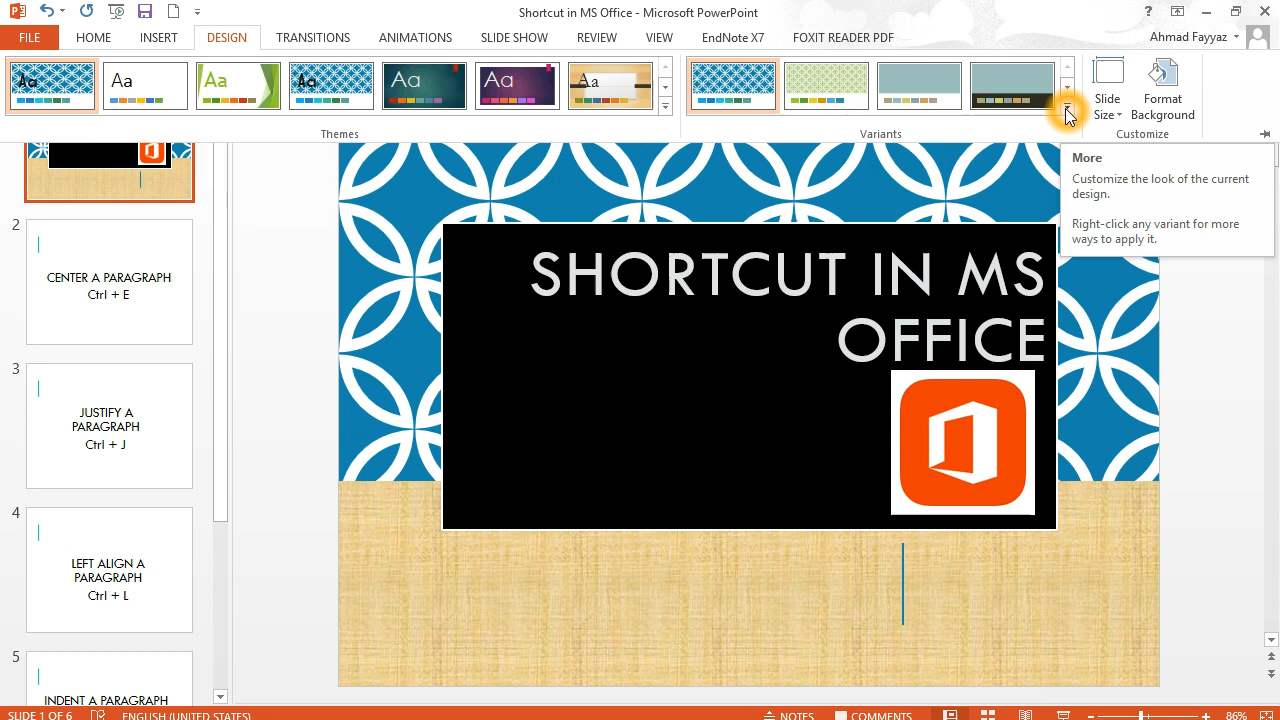 Shortcut in MS Office - Microsoft PowerPoint
?
FILE
HOME
INSERT
DESIGN
TRANSITIONS
ANIMATIONS
SLIDE SHOW
REVIEW
VIEW
EndNote X7
FOXIT READER PDF
Ahmad Fayyaz
Aa
Aa
Aa
Aa
Aa
Aa
Aa
Slide
Size
Format
Background
Themes
Variants
Customize
More
Customize the look of the current
design.
Right-click any variant for more
ways to apply it.
2
CENTER A PARAGRAPH
Ctrl + E
3
JUSTIFY A
PARAGRAPH
Ctrl + J
4
LEFT ALIGN A
PARAGRAPH
Ctrl + L
5
INDENT A PARAGRAPH
SHORTCUT IN MS
OFFICE
SLIDE 1 OF 6
ENGLISH (UNITED STATES)
NOTES
COMMENTS
86%